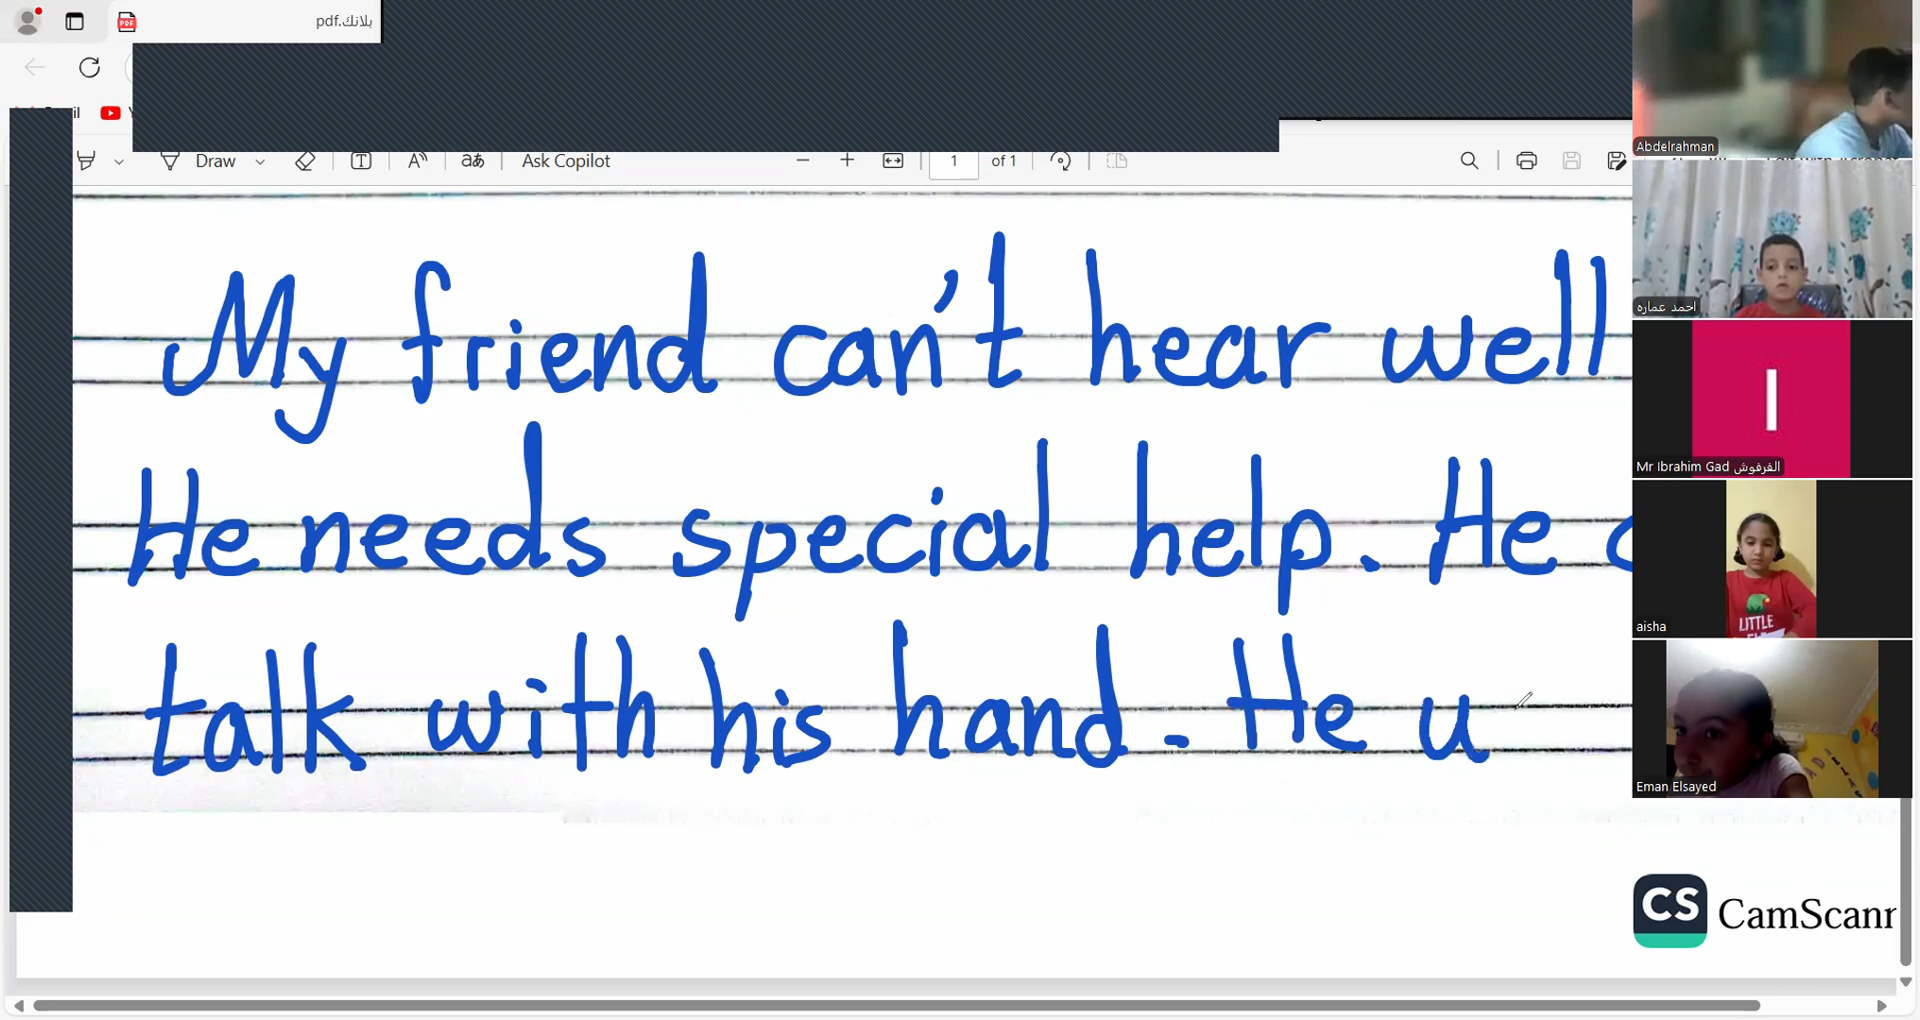 بلانك.pdf
Draw
Ask Copilot
1 of 1
My friend can't hear well
He needs special help. He
talk with his hand. He u
Abdelrahman
احمد عماره
I
Mr Ibrahim Gad الفرفوش
LITTLE
aisha
Eman Elsayed
CS CamScanr